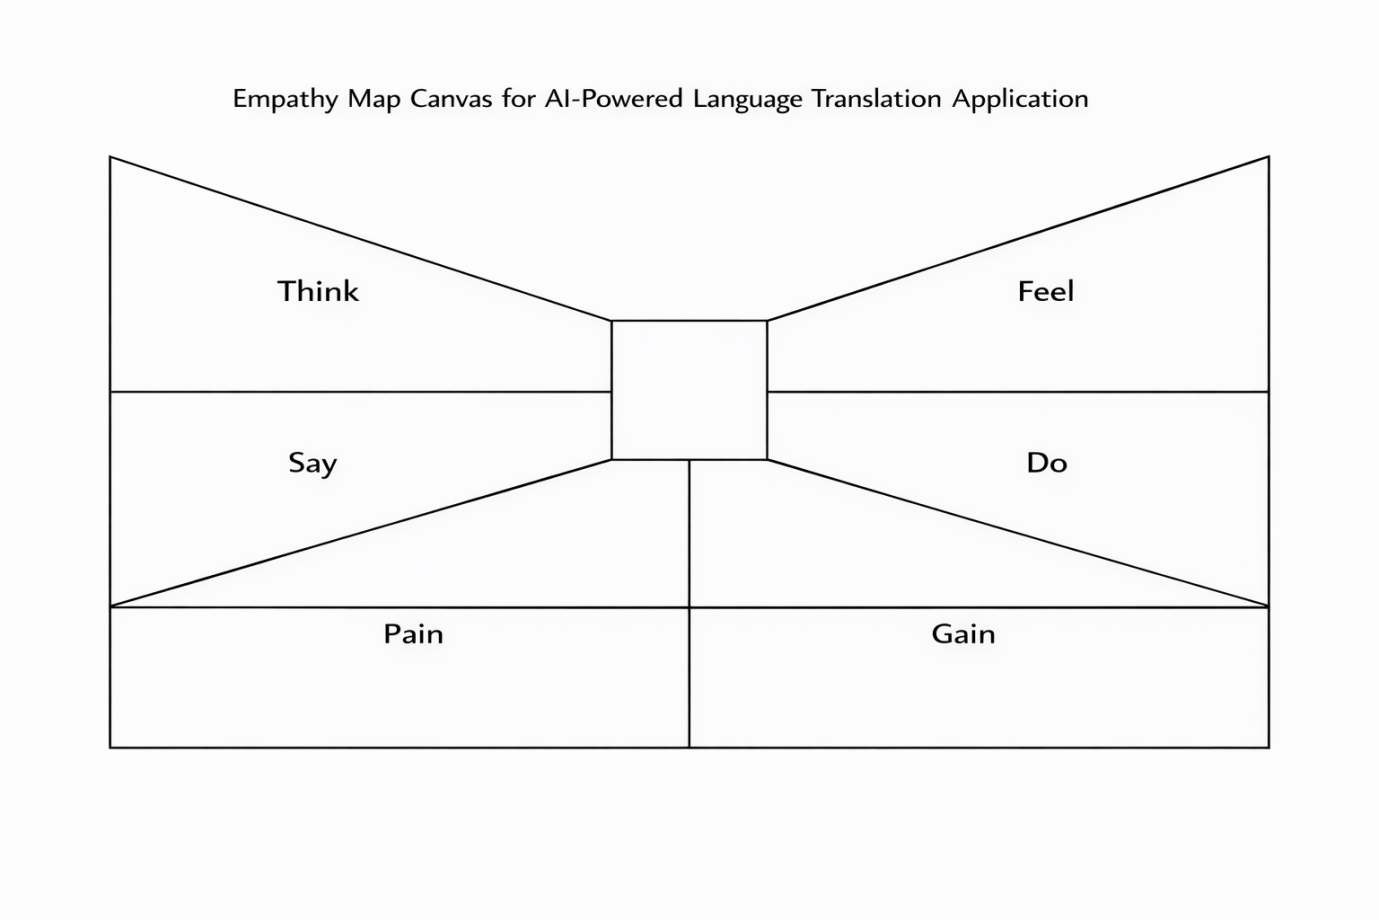 Empathy Map Canvas for AI-Powered Language Translation Application
Think
Feel
Say
Do
Pain
Gain